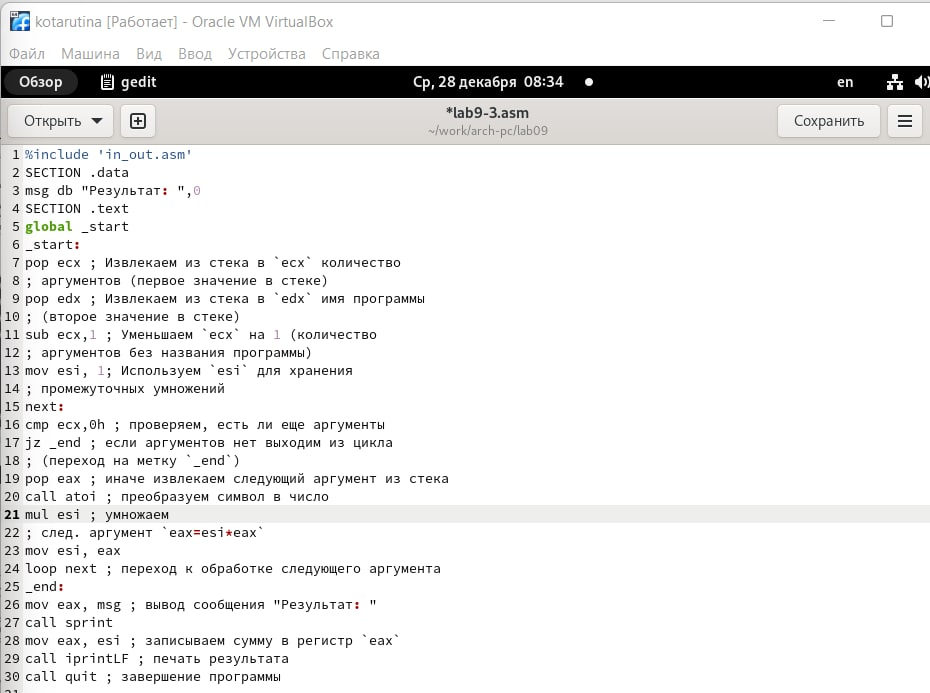 kotarutina [Работает] - Oracle VM VirtualBox
Файл Машина Вид Ввод Устройства Справка
Обзор gedit Ср, 28 декабря 08:34 en
Открыть *lab9-3.asm Сохранить
~/work/arch-pc/lab09
1 %include 'in_out.asm'
2 SECTION .data
3 msg db "Результат: ",0
4 SECTION .text
5 global _start
6 _start:
7 pop ecx ; Извлекаем из стека в `ecx` количество
8 ; аргументов (первое значение в стеке)
9 pop edx ; Извлекаем из стека в `edx` имя программы
10 ; (второе значение в стеке)
11 sub ecx,1 ; Уменьшаем `ecx` на 1 (количество
12 ; аргументов без названия программы)
13 mov esi, 1; Используем `esi` для хранения
14 ; промежуточных умножений
15 next:
16 cmp ecx,0h ; проверяем, есть ли еще аргументы
17 jz _end ; если аргументов нет выходим из цикла
18 ; (переход на метку `_end`)
19 pop eax ; иначе извлекаем следующий аргумент из стека
20 call atoi ; преобразуем символ в число
21 mul esi ; умножаем
22 ; след. аргумент `eax=esi*eax`
23 mov esi, eax
24 loop next ; переход к обработке следующего аргумента
25 _end:
26 mov eax, msg ; вывод сообщения "Результат: "
27 call sprint
28 mov eax, esi ; записываем сумму в регистр `eax`
29 call iprintLF ; печать результата
30 call quit ; завершение программы